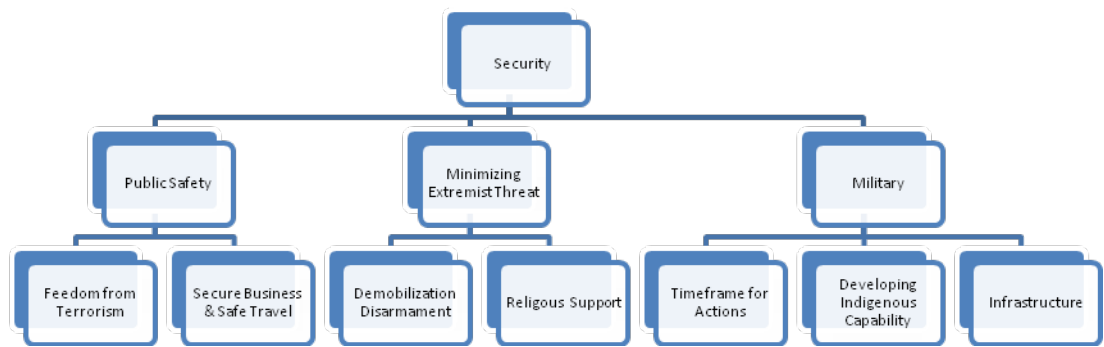 Security
Public Safety
Minimizing
Extremist Threat
Military
Feedom from
Terrorism
Secure Business
& Safe Travel
Demobilization
Disarmament
Religous Support
Timeframe for
Actions
Developing
Indigenous
Capability
Infrastructure